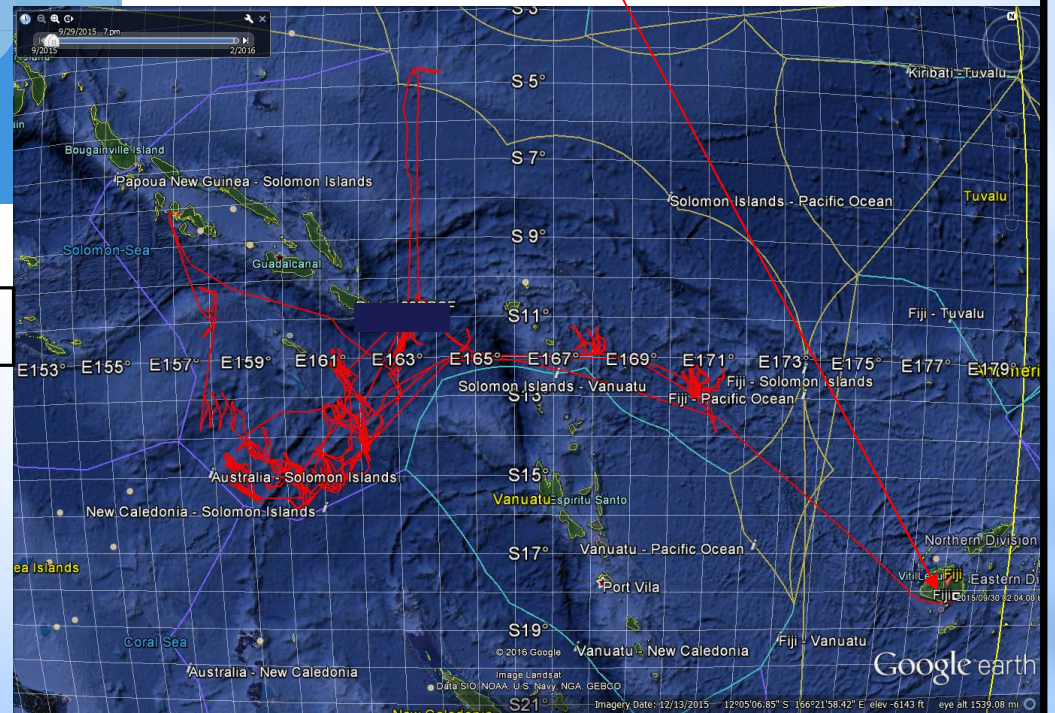 9/29/2015 7 pm
9/2015
2/2016
N
S 5°
Kiribati - Tuvalu
Bougainville Island
S 7°
Papoua New Guinea - Solomon Islands
Solomon Islands - Pacific Ocean
Tuvalu
S 9°
Solomon Sea
Guadalcanal
S11°
Fiji - Tuvalu
E153° E155° E157° E159° E161° E163° E165° E167° E169° E171° E173° E175° E177° E179°
Solomon Islands - Vanuatu
Fiji - Solomon Islands
S13°
Fiji - Pacific Ocean
S15°
Australia - Solomon Islands
Vanuatu
Espiritu Santo
New Caledonia - Solomon Islands
S17°
Vanuatu - Pacific Ocean
Northern Division
ea Islands
Port Vila
Fiji
Eastern Di
Fiji
S19°
Coral Sea
Fiji - Vanuatu
© 2016 Google
Vanuatu - New Caledonia
Australia - New Caledonia
Image Landsat
Data SIO, NOAA, U.S. Navy, NGA, GEBCO
Google earth
S21°
Imagery Date: 12/13/2015 12°05'06.85" S 166°21'58.42" E elev -6143 ft eye alt 1539.08 mi